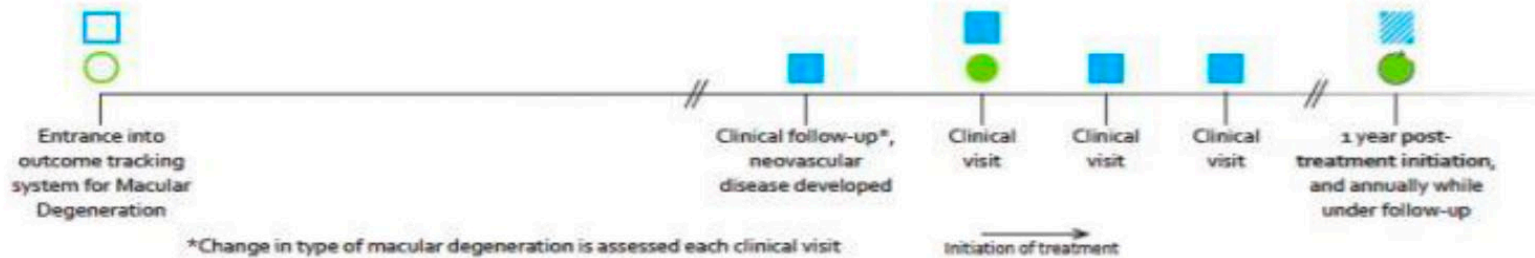 Entrance into
outcome tracking
system for Macular
Degeneration
Clinical follow-up*,
neovascular
disease developed
Clinical
visit
Clinical
visit
Clinical
visit
1 year post-
treatment initiation,
and annually while
under follow-up
*Change in type of macular degeneration is assessed each clinical visit
Initiation of treatment